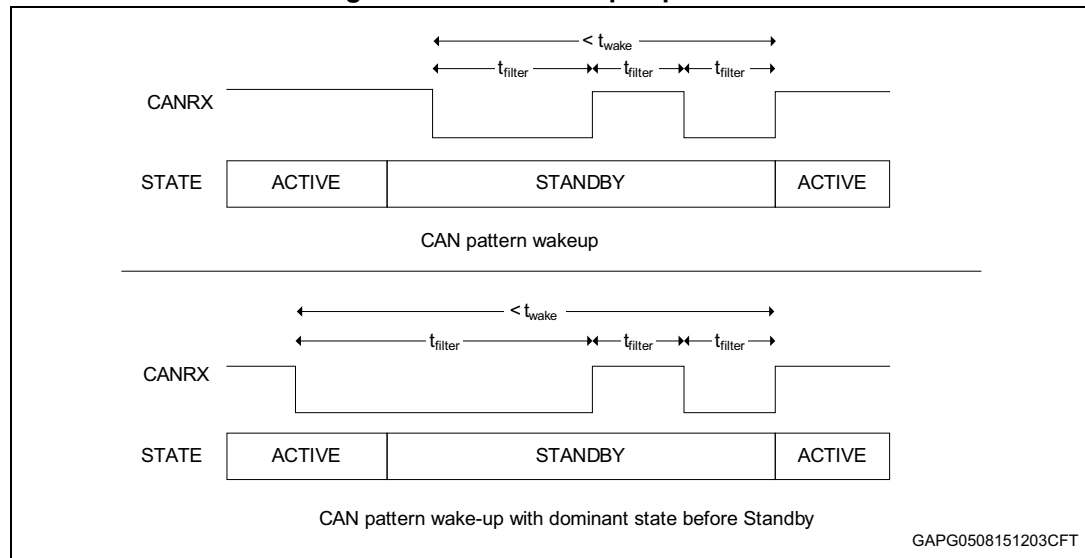 < twake
tfilter tfilter tfilter
CANRX
STATE ACTIVE STANDBY ACTIVE
CAN pattern wakeup
< twake
tfilter tfilter tfilter
CANRX
STATE ACTIVE STANDBY ACTIVE
CAN pattern wake-up with dominant state before Standby
GAPG0508151203CFT